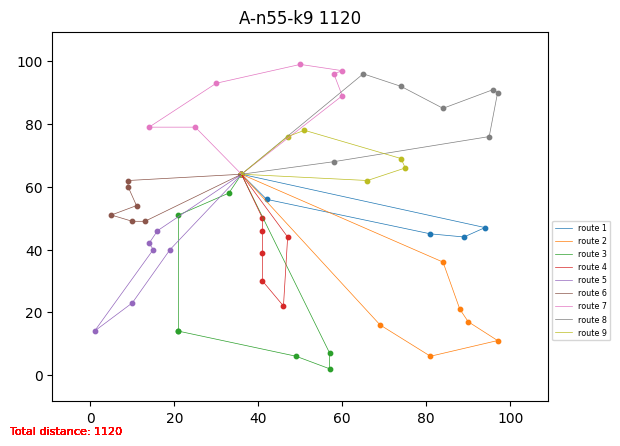 A-n55-k9 1120
100
80
60
40
20
0
0 20 40 60 80 100
route 1
route 2
route 3
route 4
route 5
route 6
route 7
route 8
route 9
Total distance: 1120